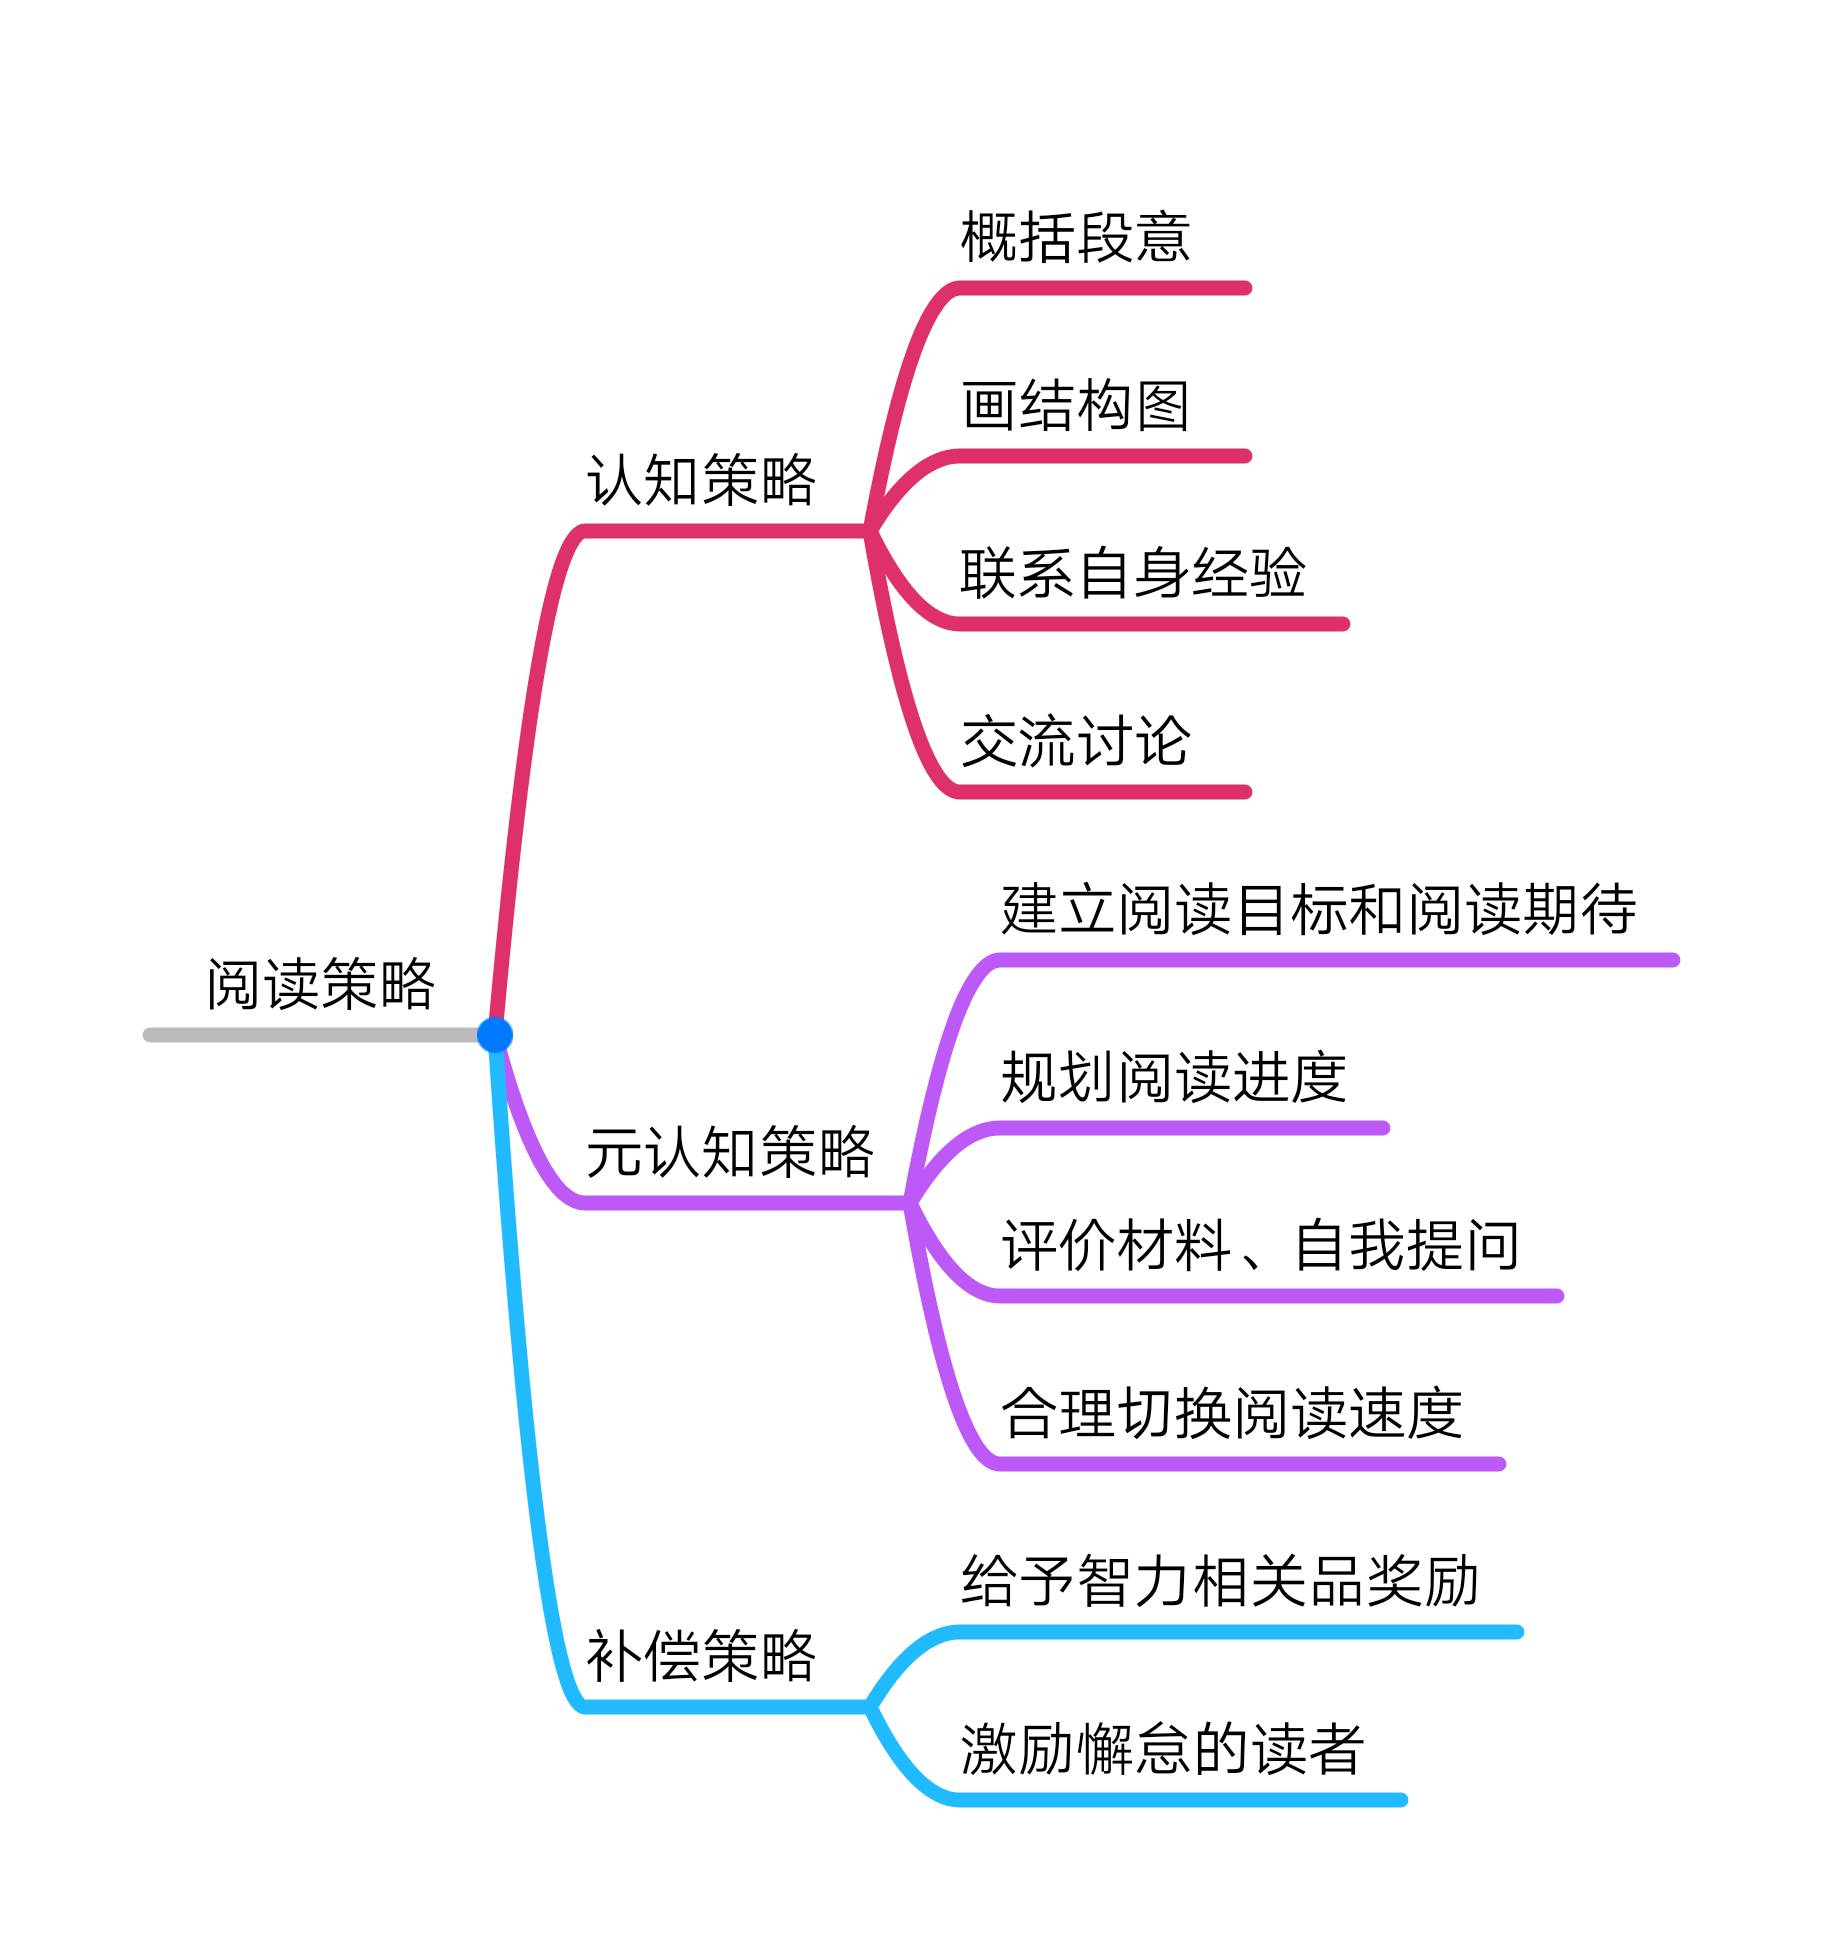 阅读策略
认知策略
概括段意
画结构图
联系自身经验
交流讨论
元认知策略
建立阅读目标和阅读期待
规划阅读进度
评价材料、自我提问
合理切换阅读速度
补偿策略
给予智力相关品奖励
激励懈怠的读者